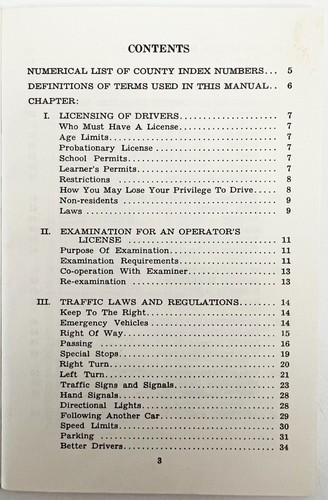 CONTENTS
NUMERICAL LIST OF COUNTY INDEX NUMBERS... 5
DEFINITIONS OF TERMS USED IN THIS MANUAL.. 6
CHAPTER:
I. LICENSING OF DRIVERS.................. 7
Who Must Have A License.................. 7
Age Limits.................. 7
Probationary License .................. 7
School Permits.................. 7
Learner's Permits.................. 7
Restrictions .................. 8
How You May Lose Your Privilege To Drive..... 8
Non-residents .................. 9
Laws .................. 9
II. EXAMINATION FOR AN OPERATOR'S
LICENSE .................. 11
Purpose Of Examination.................. 11
Examination Requirements.................. 11
Co-operation With Examiner.................. 13
Re-examination .................. 13
III. TRAFFIC LAWS AND REGULATIONS........ 14
Keep To The Right.................. 14
Emergency Vehicles .................. 14
Right Of Way.................. 15
Passing .................. 16
Special Stops.................. 19
Right Turn.................. 20
Left Turn.................. 21
Traffic Signs and Signals.................. 23
Hand Signals.................. 28
Directional Lights.................. 28
Following Another Car.................. 29
Speed Limits.................. 30
Parking .................. 31
Better Drivers.................. 34
3